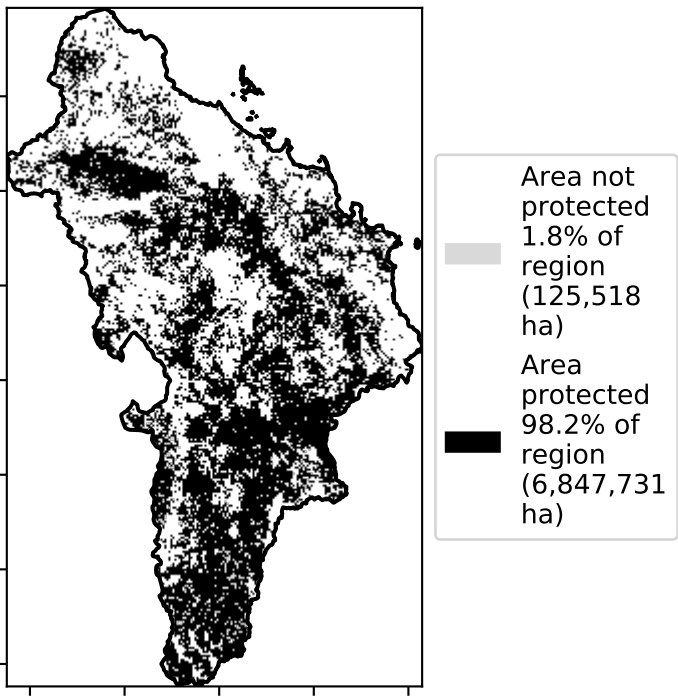 Area not
protected
1.8% of
region
(125,518
ha)
Area
protected
98.2% of
region
(6,847,731
ha)